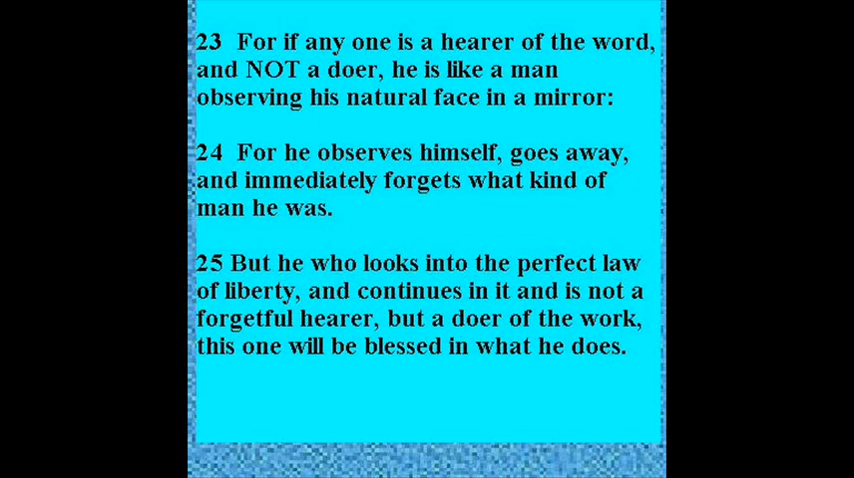 23  For if any one is a hearer of the word,
and NOT a doer, he is like a man
observing his natural face in a mirror:
24  For he observes himself, goes away,
and immediately forgets what kind of
man he was.
25 But he who looks into the perfect law
of liberty, and continues in it and is not a
forgetful hearer, but a doer of the work,
this one will be blessed in what he does.